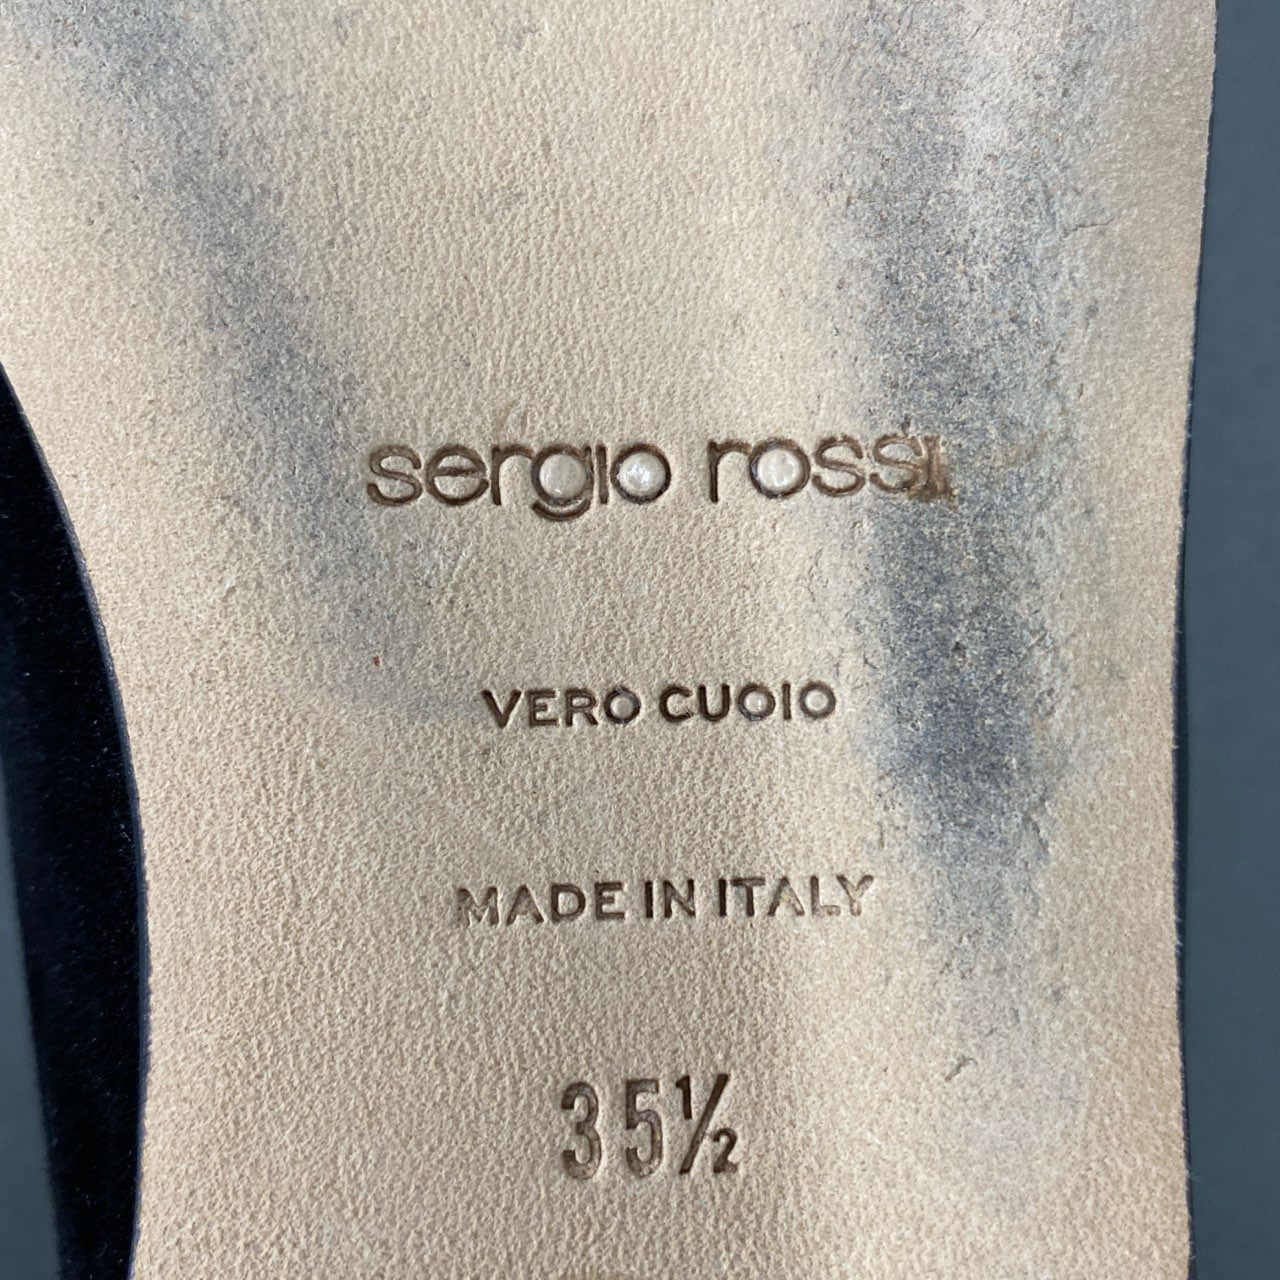 sergio rossi
VERO CUOIO
MADE IN ITALY
35½